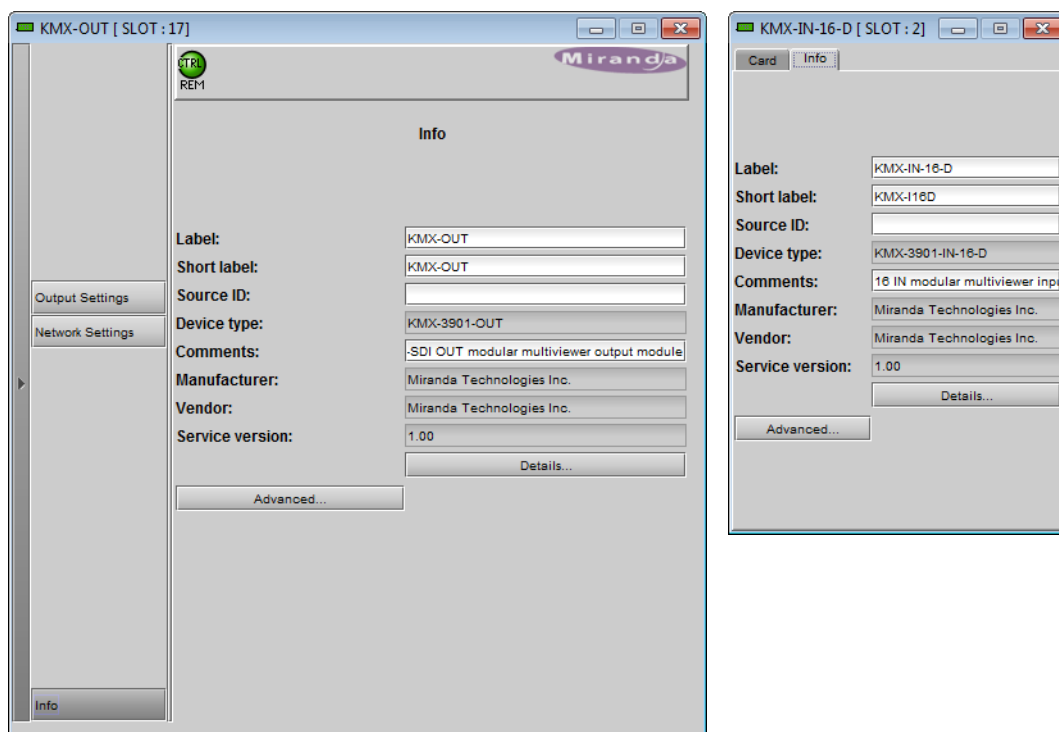 KMX-OUT [ SLOT : 17]
CTRL
REM
Miranda
Info
Label: KMX-OUT
Short label: KMX-OUT
Source ID:
Device type: KMX-3901-OUT
Comments: -SDI OUT modular multiviewer output module
Manufacturer: Miranda Technologies Inc.
Vendor: Miranda Technologies Inc.
Service version: 1.00
Details...
Advanced...
Output Settings
Network Settings
Info
KMX-IN-16-D [ SLOT : 2]
Card Info
Label: KMX-IN-16-D
Short label: KMX-I16D
Source ID:
Device type: KMX-3901-IN-16-D
Comments: 16 IN modular multiviewer inpu
Manufacturer: Miranda Technologies Inc.
Vendor: Miranda Technologies Inc.
Service version: 1.00
Details...
Advanced...